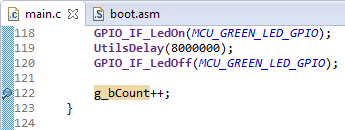 main.c boot.asm
118 GPIO_IF_LedOn(MCU_GREEN_LED_GPIO);
119 UtilsDelay(8000000);
120 GPIO_IF_LedOff(MCU_GREEN_LED_GPIO);
121
122 g_bCount++;
123 }
124